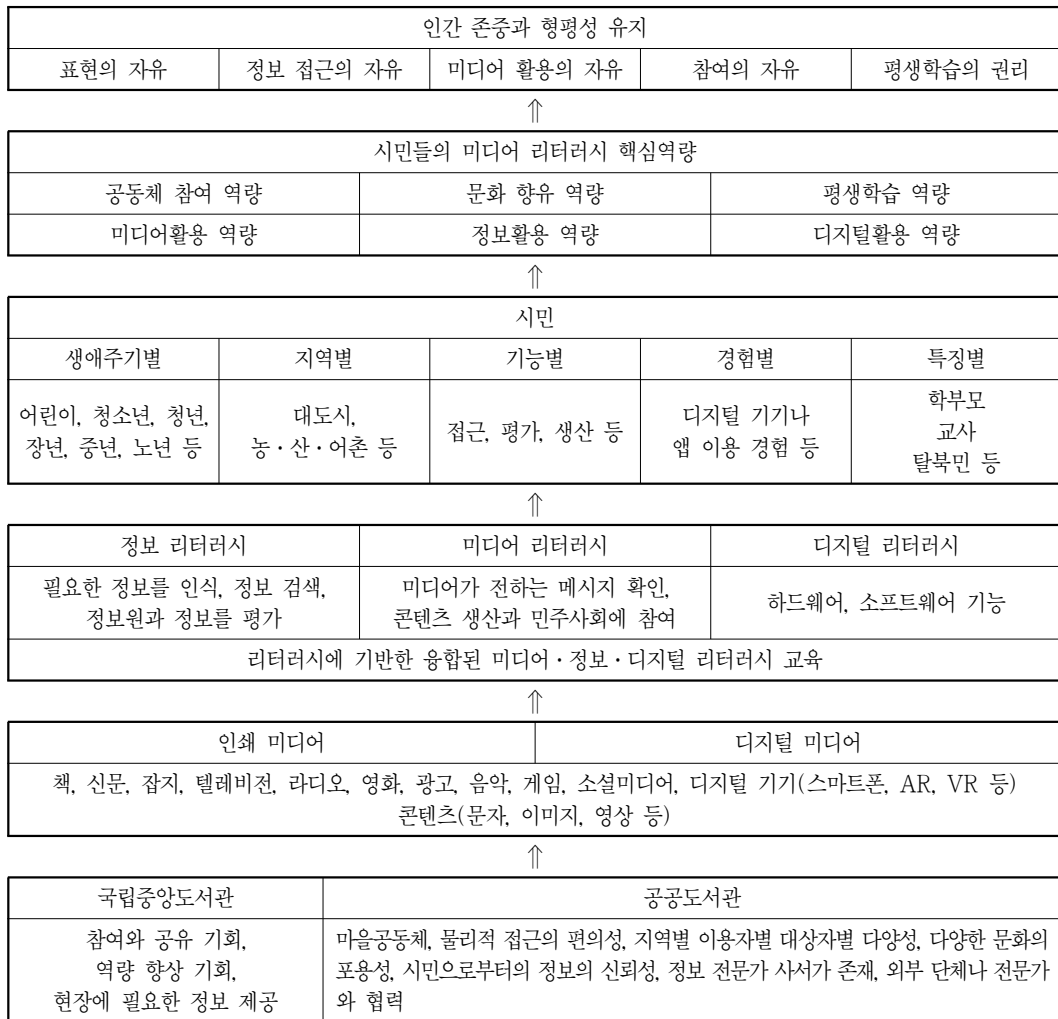 인간 존중과 형평성 유지
표현의 자유 정보 접근의 자유 미디어 활용의 자유 참여의 자유 평생학습의 권리
⇑
시민들의 미디어 리터러시 핵심역량
공동체 참여 역량 문화 향유 역량 평생학습 역량
미디어활용 역량 정보활용 역량 디지털활용 역량
⇑
시민
생애주기별 지역별 기능별 경험별 특징별
어린이, 청소년, 청년,
장년, 중년, 노년 등
대도시,
농・산・어촌 등
접근, 평가, 생산 등
디지털 기기나
앱 이용 경험 등
학부모
교사
탈북민 등
⇑
정보 리터러시 미디어 리터러시 디지털 리터러시
필요한 정보를 인식, 정보 검색,
정보원과 정보를 평가
미디어가 전하는 메시지 확인,
콘텐츠 생산과 민주사회에 참여
하드웨어, 소프트웨어 기능
리터러시에 기반한 융합된 미디어・정보・디지털 리터러시 교육
⇑
인쇄 미디어 디지털 미디어
책, 신문, 잡지, 텔레비전, 라디오, 영화, 광고, 음악, 게임, 소셜미디어, 디지털 기기(스마트폰, AR, VR 등)
콘텐츠(문자, 이미지, 영상 등)
⇑
국립중앙도서관 공공도서관
참여와 공유 기회,
역량 향상 기회,
현장에 필요한 정보 제공
마을공동체, 물리적 접근의 편의성, 지역별 이용자별 대상자별 다양성, 다양한 문화의
포용성, 시민으로부터의 정보의 신뢰성, 정보 전문가 사서가 존재, 외부 단체나 전문가
와 협력